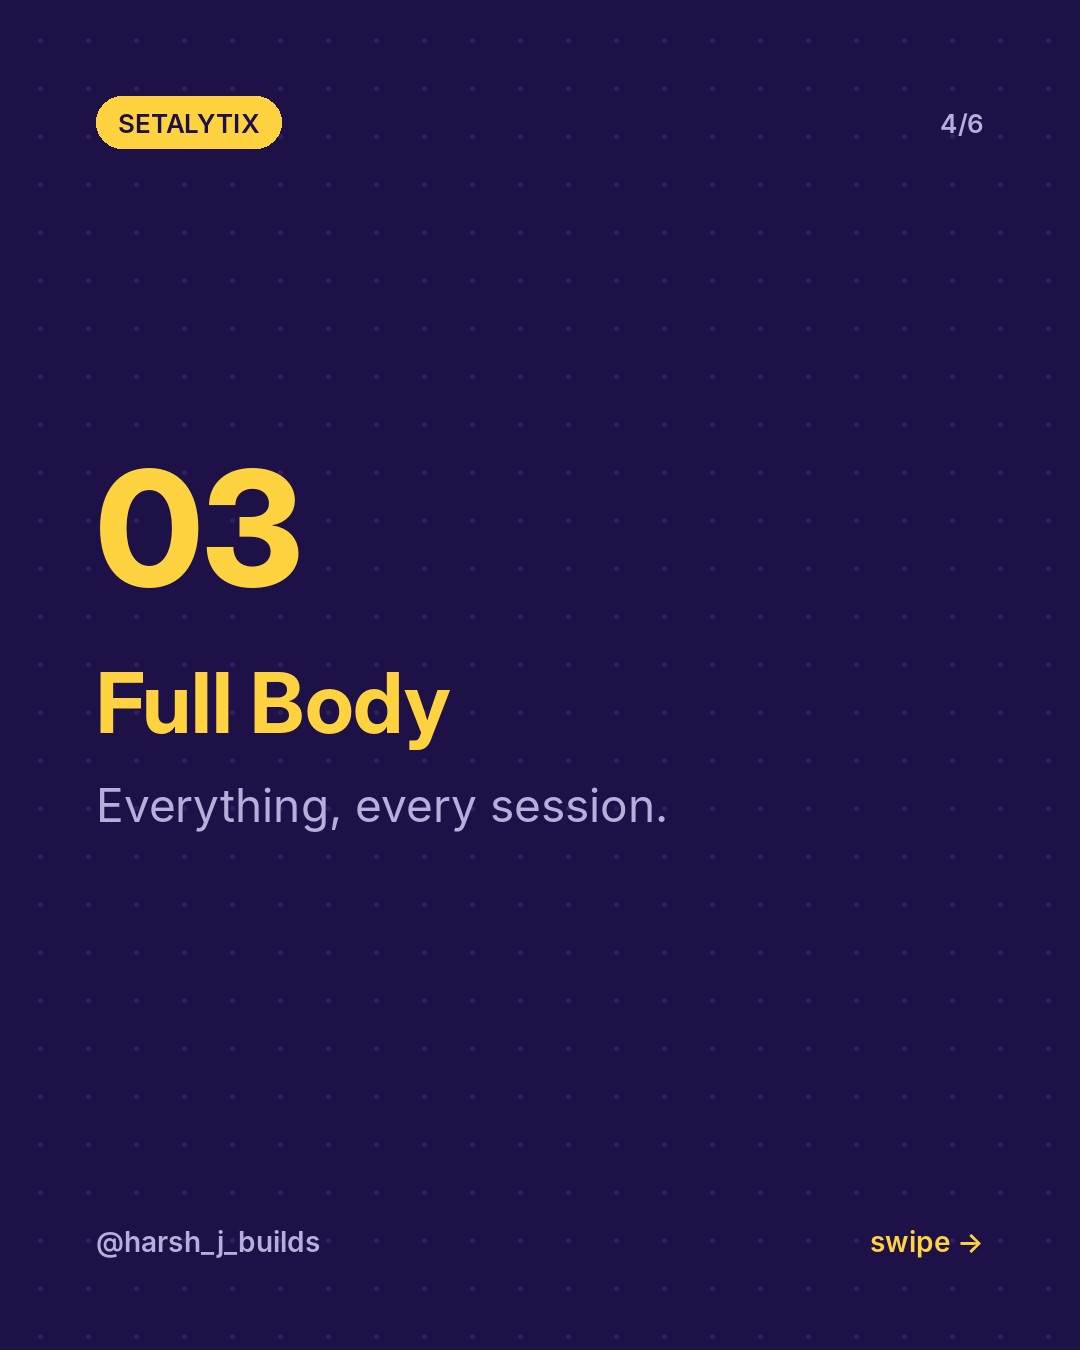 SETALYTIX
4/6
03
Full Body
Everything, every session.
@harsh_j_builds
swipe →